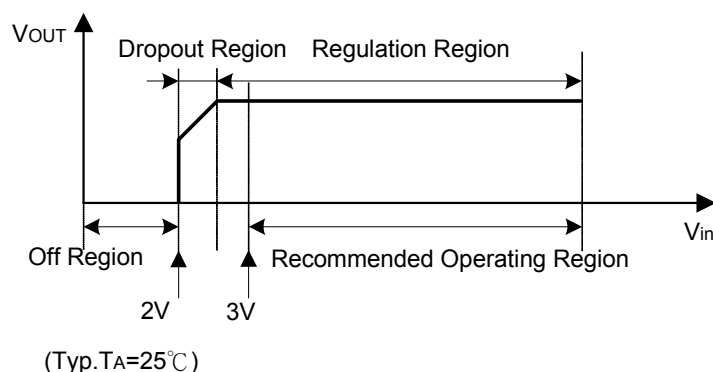 VOUT
Dropout Region
Regulation Region
Vin
Off Region
Recommended Operating Region
2V
3V
(Typ.TA=25℃)